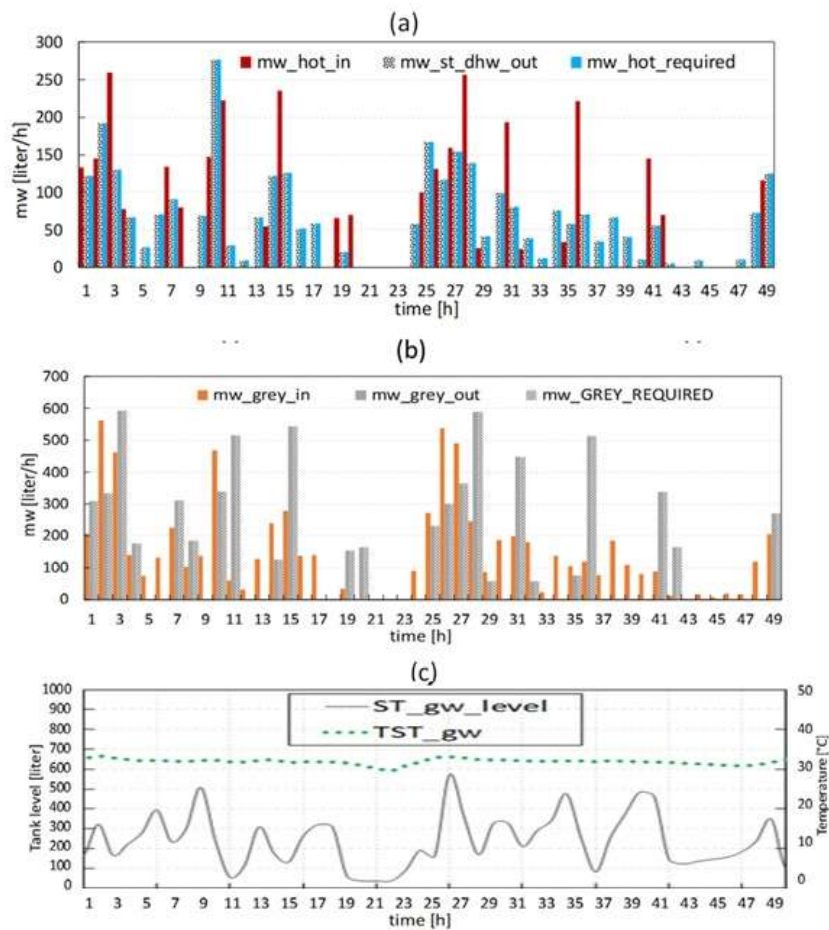 (a)
300
mw_hot_in mw_st_dhw_out mw_hot_required
250
200
150
100
50
0
mw [liter/h]
1 3 5 7 9 11 13 15 17 19 21 23 25 27 29 31 33 35 37 39 41 43 45 47 49
time [h]
(b)
700
mw_grey_in mw_grey_out mw_GREY_REQUIRED
600
500
400
300
200
100
0
mw [liter/h]
1 3 5 7 9 11 13 15 17 19 21 23 25 27 29 31 33 35 37 39 41 43 45 47 49
time [h]
(c)
1000 50
900
ST_gw_level
800 40
TST_gw
700
600 30
500
400 20
300
200 10
100
0 0
Tank level [liter]
Temperature [°C]
1 3 5 7 9 11 13 15 17 19 21 23 25 27 29 31 33 35 37 39 41 43 45 47 49
time [h]